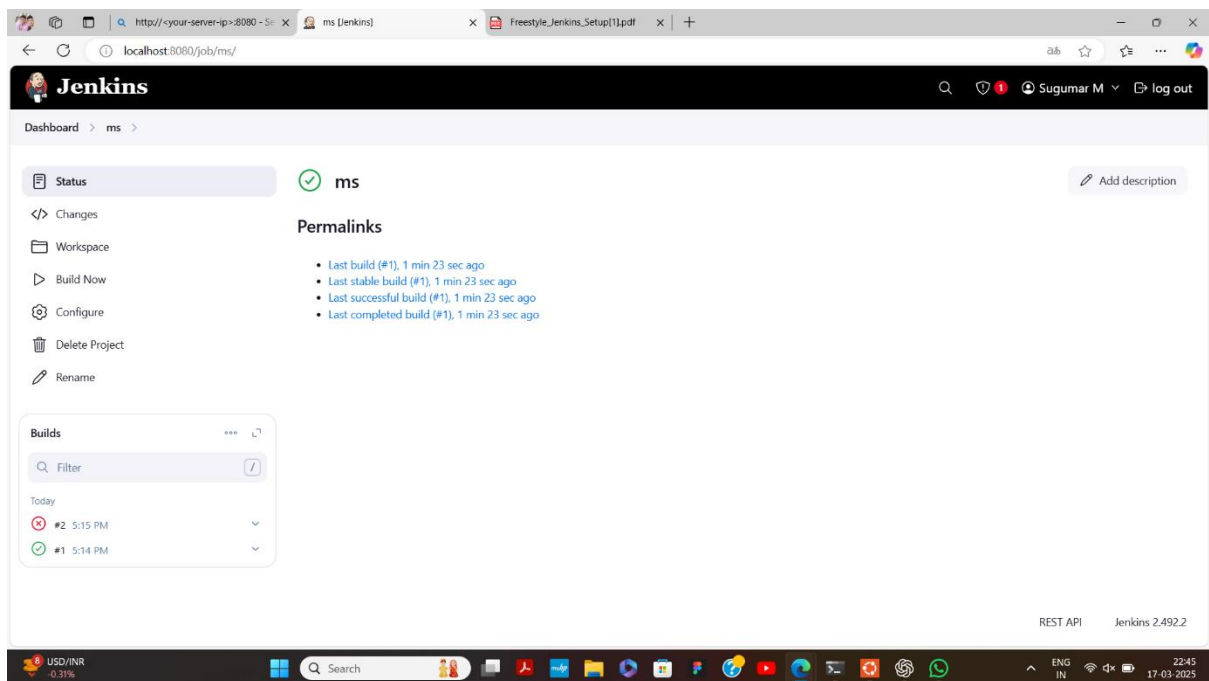 http://<your-server-ip>:8080 - Se
ms [Jenkins]
Freestyle_Jenkins_Setup[1].pdf
localhost:8080/job/ms/
Jenkins
1
Sugumar M
log out
Dashboard > ms >
Status
Changes
Workspace
Build Now
Configure
Delete Project
Rename
ms
Add description
Permalinks
Last build (#1), 1 min 23 sec ago
Last stable build (#1), 1 min 23 sec ago
Last successful build (#1), 1 min 23 sec ago
Last completed build (#1), 1 min 23 sec ago
Builds
Filter
/
Today
#2 5:15 PM
#1 5:14 PM
REST API
Jenkins 2.492.2
8
USD/INR
-0.31%
Search
ENG
IN
22:45
17-03-2025